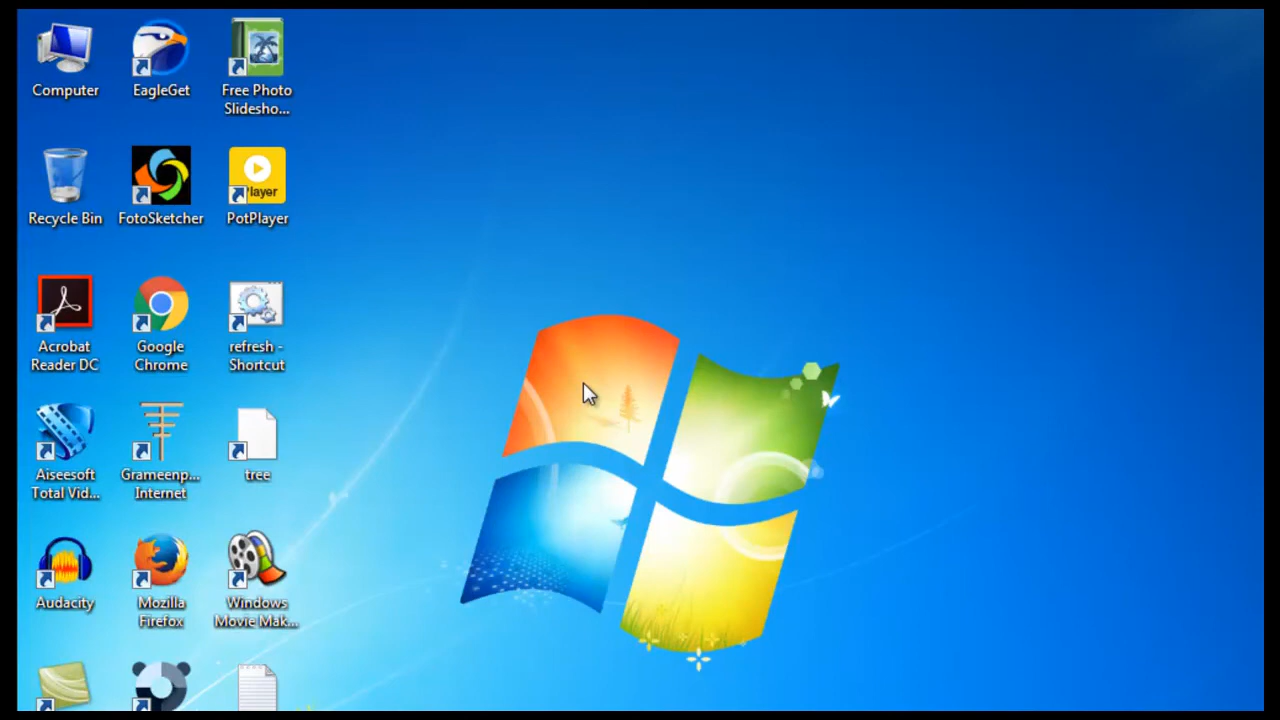 Computer
EagleGet
Free Photo
Slidesho...
Recycle Bin
FotoSketcher
Player
PotPlayer
Acrobat
Reader DC
Google
Chrome
refresh -
Shortcut
Aiseesoft
Total Vid...
Grameenp...
Internet
tree
Audacity
Mozilla
Firefox
Windows
Movie Mak...